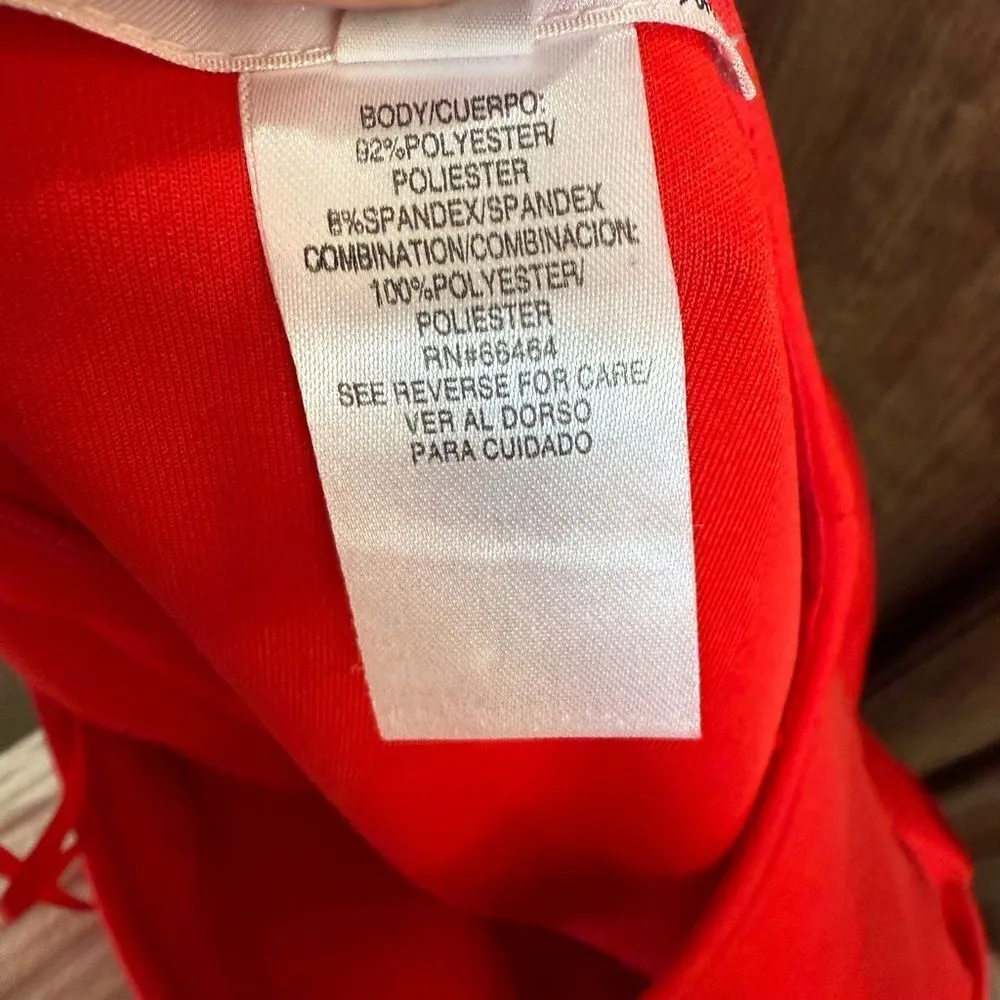 BODY/CUERPO:
92%POLYESTER/
POLIESTER
8%SPANDEX/SPANDEX
COMBINATION/COMBINACION:
100%POLYESTER/
POLIESTER
RN#66464
SEE REVERSE FOR CARE/
VER AL DORSO
PARA CUIDADO